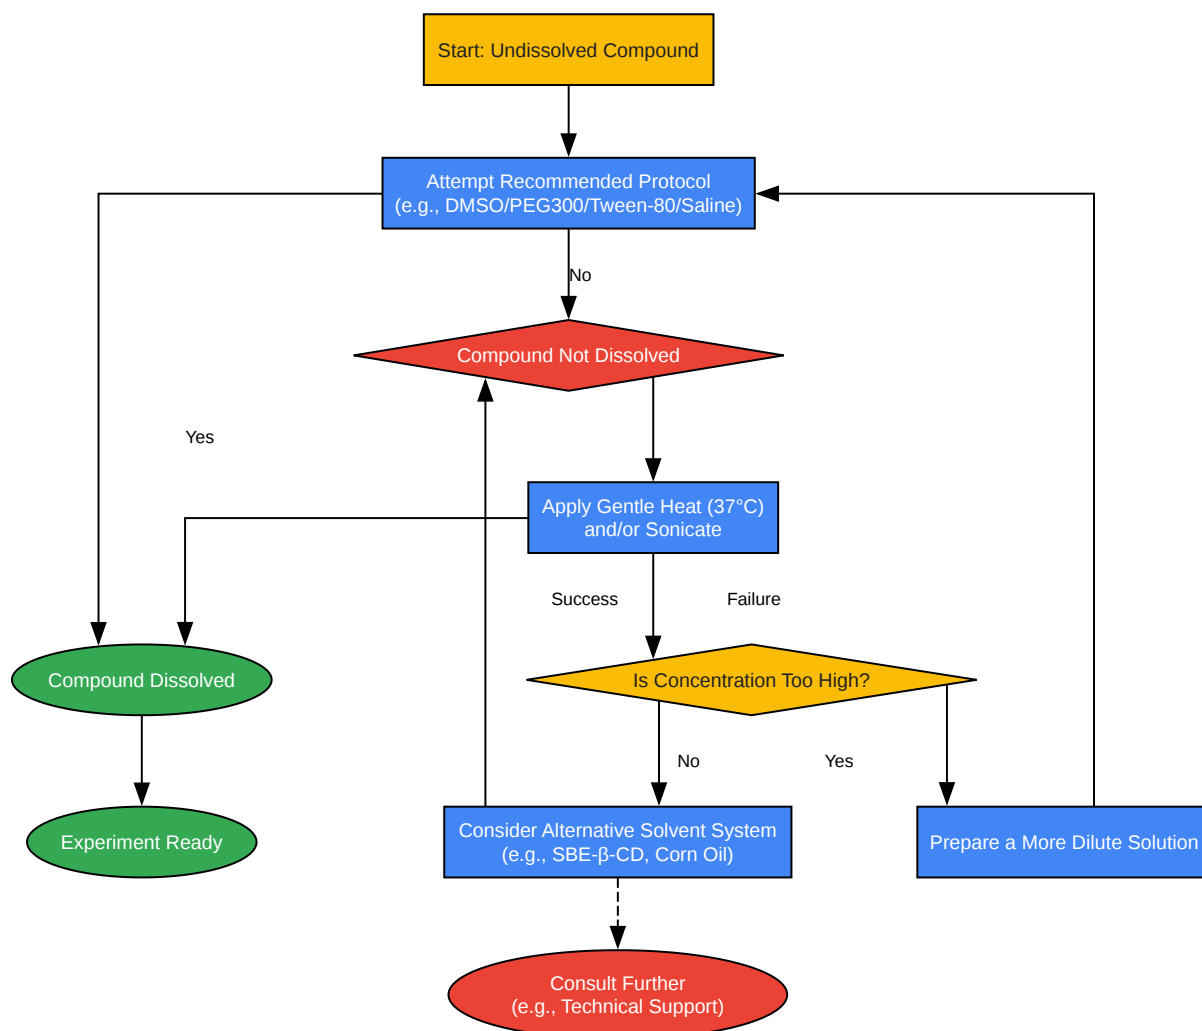 Start: Undissolved Compound
Attempt Recommended Protocol
(e.g., DMSO/PEG300/Tween-80/Saline)
No
Compound Not Dissolved
Yes
Apply Gentle Heat (37°C)
and/or Sonicate
Success
Failure
Compound Dissolved
Is Concentration Too High?
No
Yes
Experiment Ready
Consider Alternative Solvent System
(e.g., SBE-β-CD, Corn Oil)
Prepare a More Dilute Solution
Consult Further
(e.g., Technical Support)